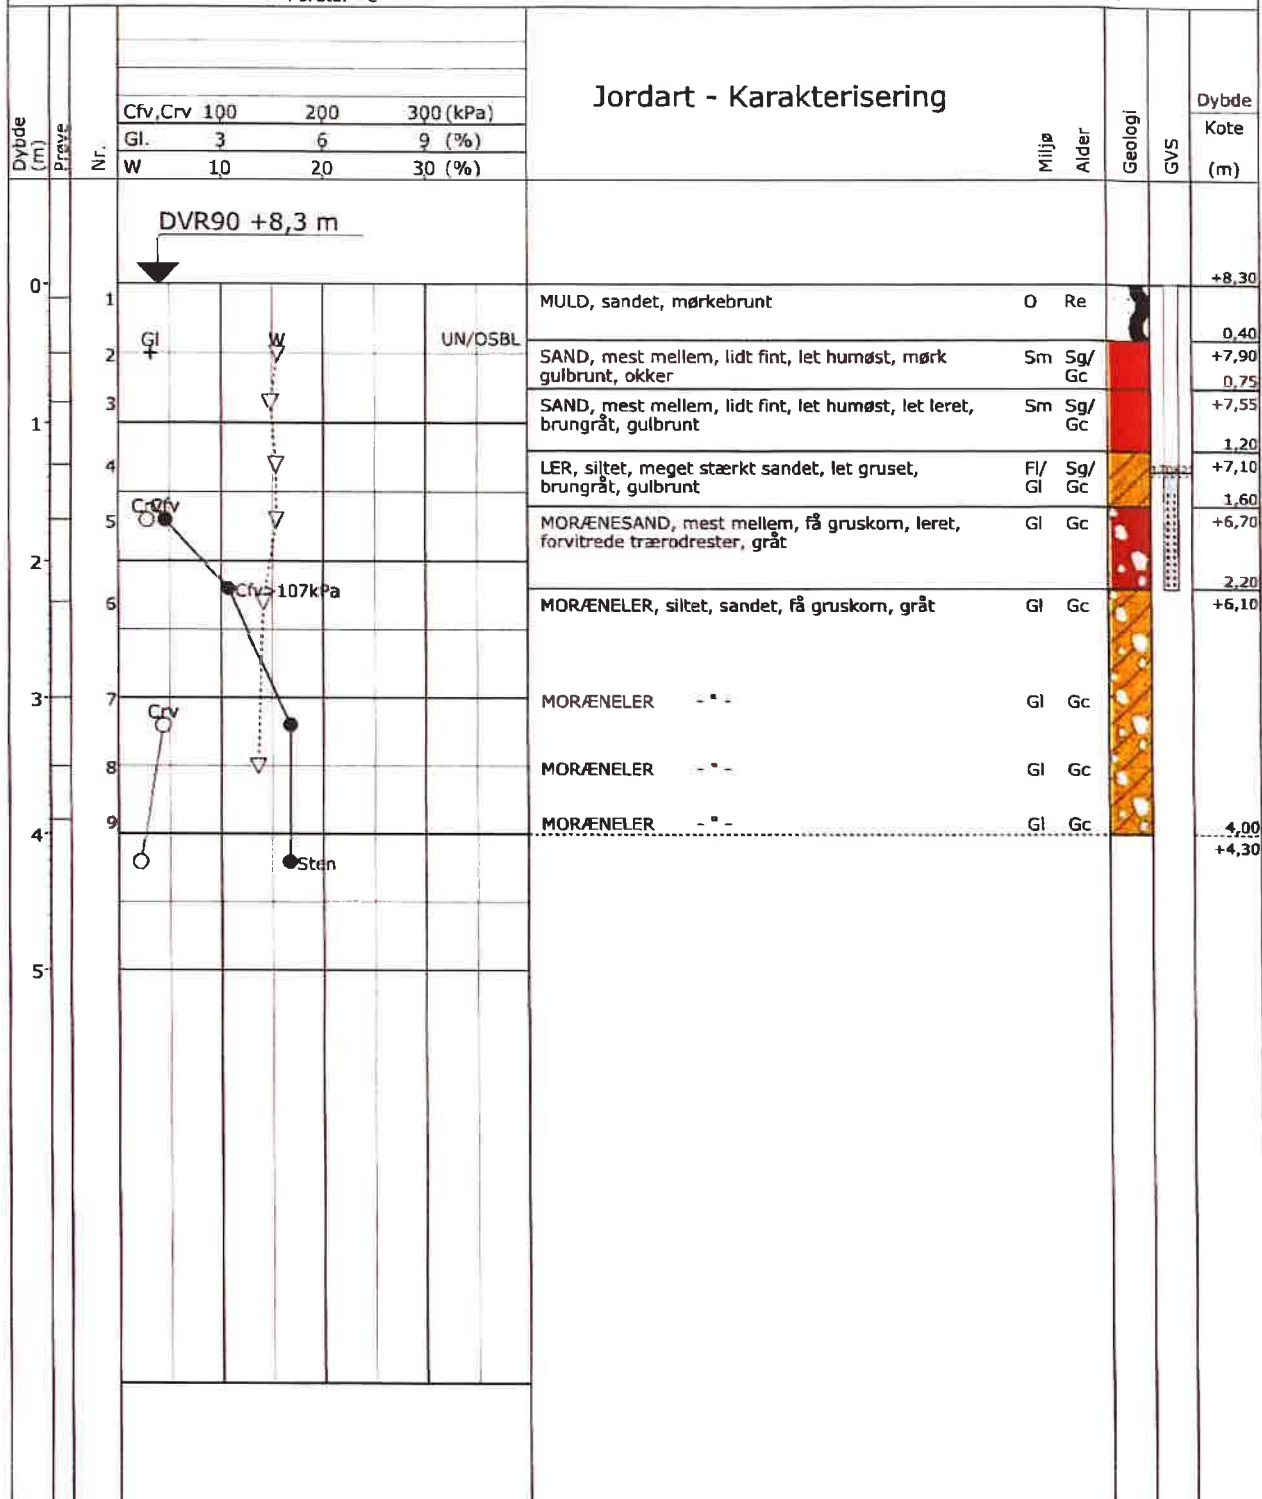 Jordart - Karakterisering
Dybde
(m)
Prøve
Nr.
Cfv,Crv 100 200 300 (kPa)
Gl. 3 6 9 (%)
W 10 20 30 (%)
Miljø
Alder
Geologi
GVS
Dybde
Kote
(m)
DVR90 +8,3 m
0
+8,30
1 MULD, sandet, mørkebrunt O Re
0,40
Gl W UN/OSBL
2 SAND, mest mellem, lidt fint, let humøst, mørk Sm Sg/ +7,90
gulbrunt, okker Gc 0,75
3 SAND, mest mellem, lidt fint, let humøst, let leret, Sm Sg/ +7,55
1 brungråt, gulbrunt Gc
1,20
4 LER, siltet, meget stærkt sandet, let gruset, Fl/ Sg/ +7,10
brungråt, gulbrunt Gl Gc
1,60
Crv Cfv
5 MORÆNESAND, mest mellem, få gruskorn, leret, Gl Gc +6,70
forvitrede trærodrester, gråt
2
2,20
Cfv>107kPa
6 MORÆNELER, siltet, sandet, få gruskorn, gråt Gl Gc +6,10
3 7 MORÆNELER - " - Gl Gc
Crv
8 MORÆNELER - " - Gl Gc
9 MORÆNELER - " - Gl Gc
4 4,00
+4,30
Sten
5